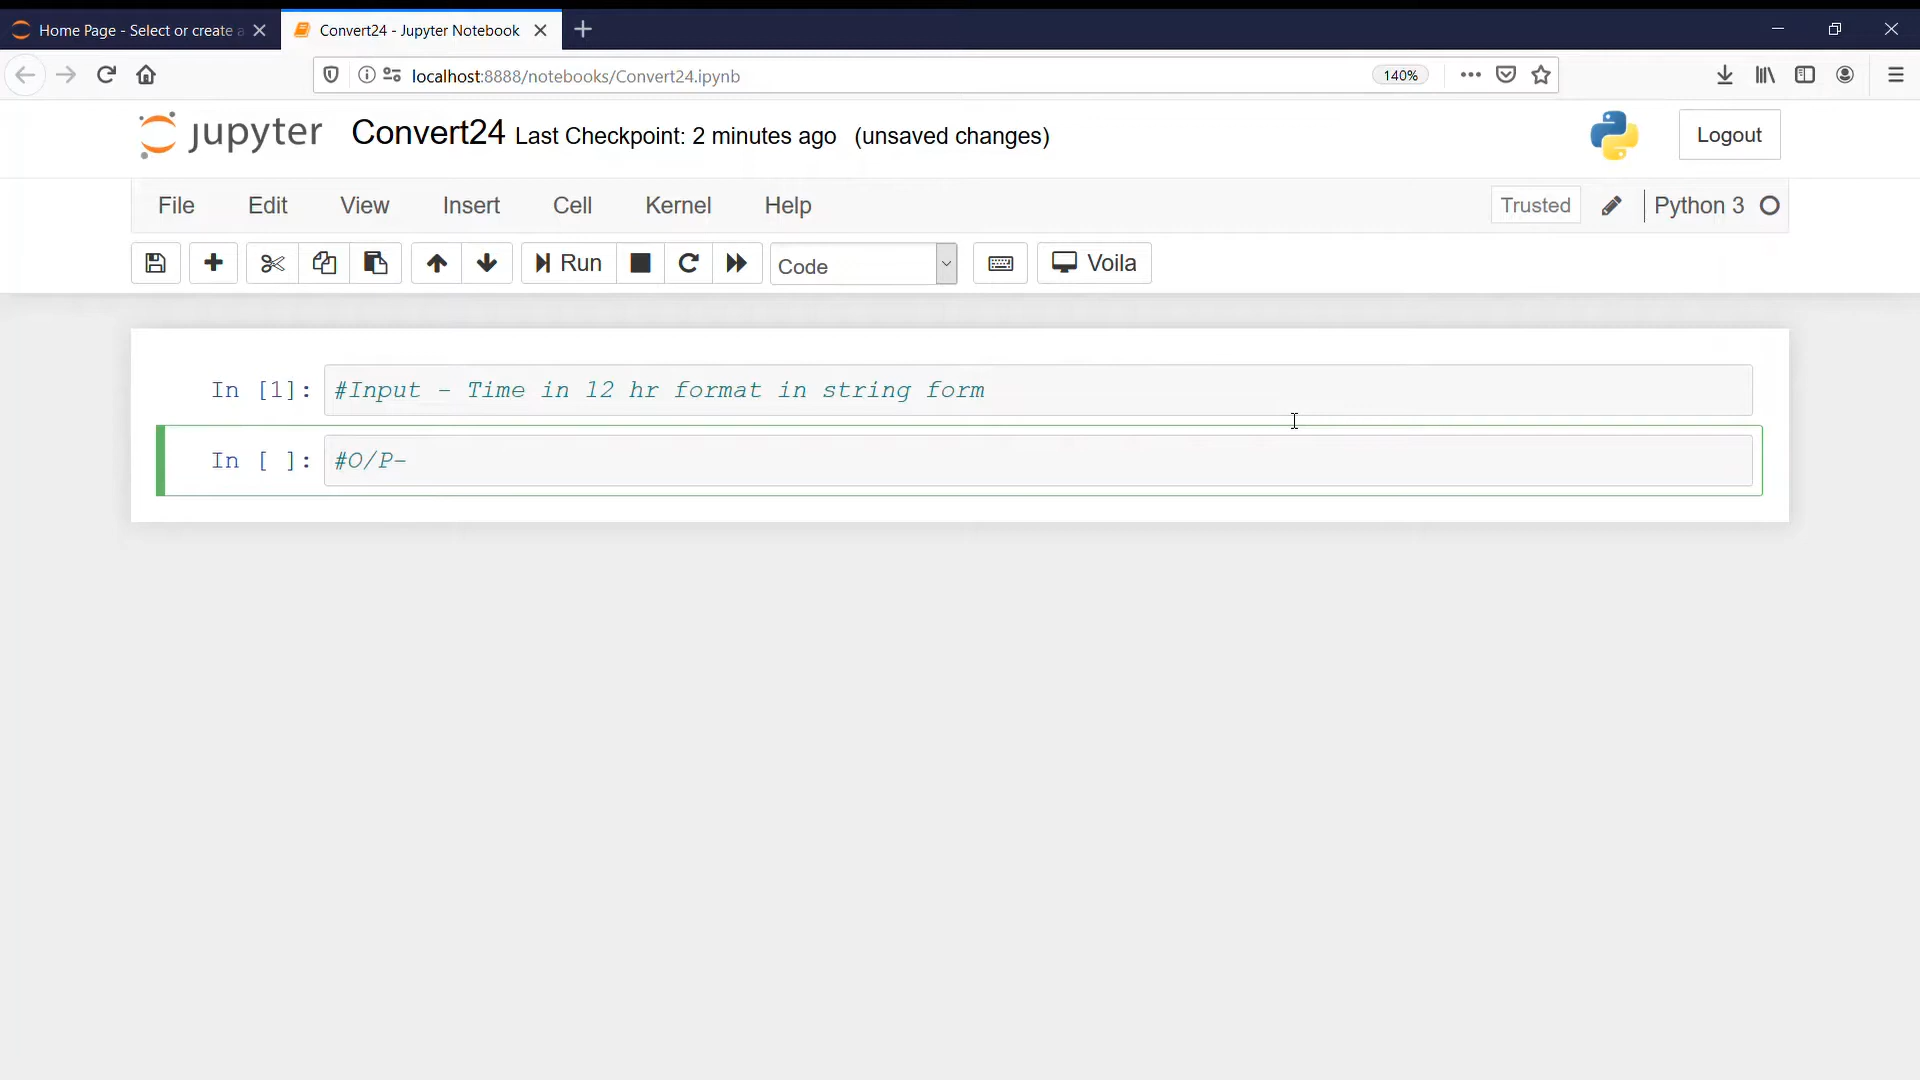 Home Page - Select or create a
Convert24 - Jupyter Notebook
localhost:8888/notebooks/Convert24.ipynb
140%
jupyter Convert24 Last Checkpoint: 2 minutes ago (unsaved changes)
Logout
File Edit View Insert Cell Kernel Help
Trusted
Python 3
Run
Code
Voila
In [1]: #Input - Time in 12 hr format in string form
In [ ]: #O/P-